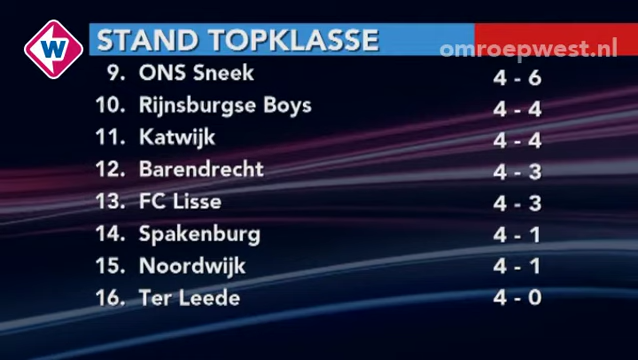 W
STAND TOPKLASSE
omroepwest.nl
9. ONS Sneek 4 - 6
10. Rijnsburgse Boys 4 - 4
11. Katwijk 4 - 4
12. Barendrecht 4 - 3
13. FC Lisse 4 - 3
14. Spakenburg 4 - 1
15. Noordwijk 4 - 1
16. Ter Leede 4 - 0